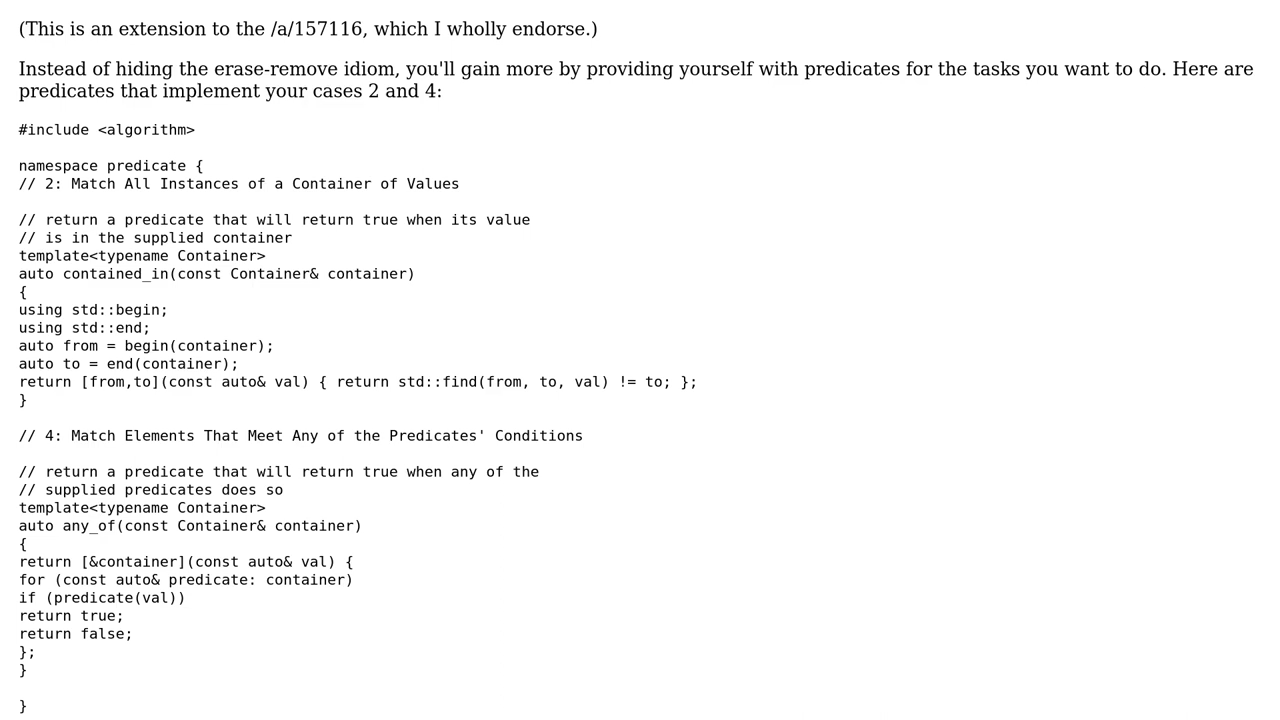 (This is an extension to the /a/157116, which I wholly endorse.)
Instead of hiding the erase-remove idiom, you'll gain more by providing yourself with predicates for the tasks you want to do. Here are
predicates that implement your cases 2 and 4:
#include <algorithm>
namespace predicate {
// 2: Match All Instances of a Container of Values
// return a predicate that will return true when its value
// is in the supplied container
template<typename Container>
auto contained_in(const Container& container)
{
using std::begin;
using std::end;
auto from = begin(container);
auto to = end(container);
return [from,to](const auto& val) { return std::find(from, to, val) != to; };
}
// 4: Match Elements That Meet Any of the Predicates' Conditions
// return a predicate that will return true when any of the
// supplied predicates does so
template<typename Container>
auto any_of(const Container& container)
{
return [&container](const auto& val) {
for (const auto& predicate: container)
if (predicate(val))
return true;
return false;
};
}
}